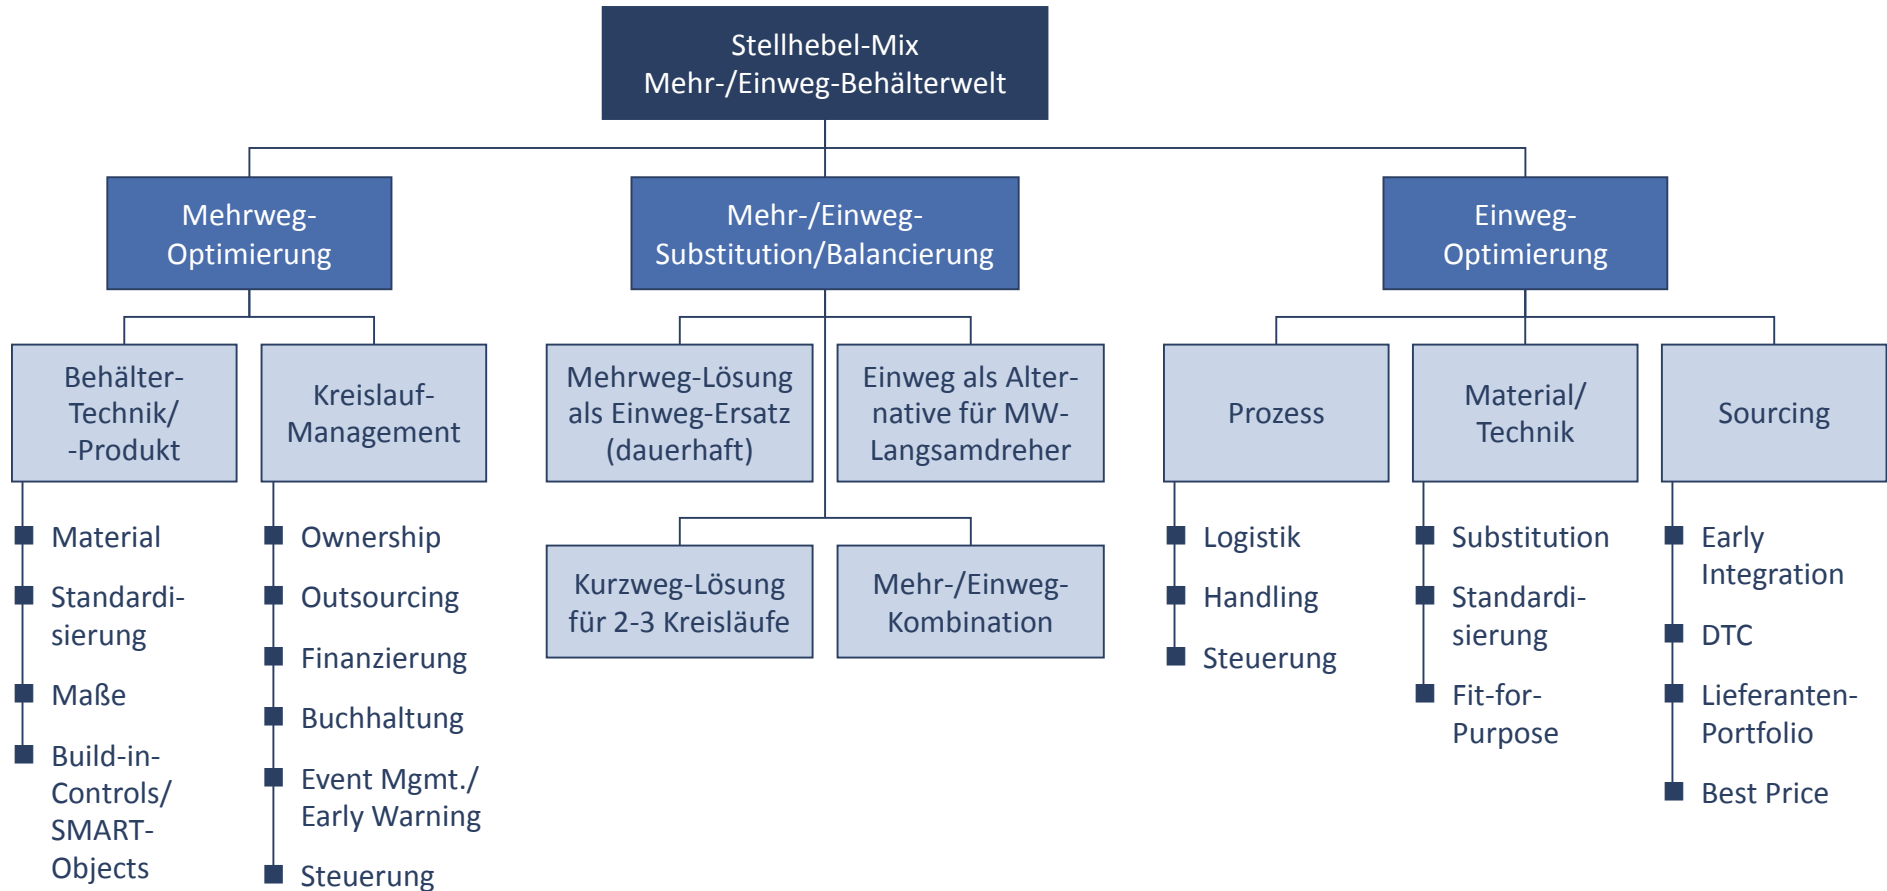 Stellhebel-Mix
Mehr-/Einweg-Behälterwelt
Mehrweg-
Optimierung
Mehr-/Einweg-
Substitution/Balancierung
Einweg-
Optimierung
Behälter-
Technik/
-Produkt
Kreislauf-
Management
Mehrweg-Lösung
als Einweg-Ersatz
(dauerhaft)
Einweg als Alter-
native für MW-
Langsamdreher
Prozess
Material/
Technik
Sourcing
Material
Standardi-
sierung
Maße
Build-in-
Controls/
SMART-
Objects
Ownership
Outsourcing
Finanzierung
Buchhaltung
Event Mgmt./
Early Warning
Steuerung
Kurzweg-Lösung
für 2-3 Kreisläufe
Mehr-/Einweg-
Kombination
Logistik
Handling
Steuerung
Substitution
Standardi-
sierung
Fit-for-
Purpose
Early
Integration
DTC
Lieferanten-
Portfolio
Best Price